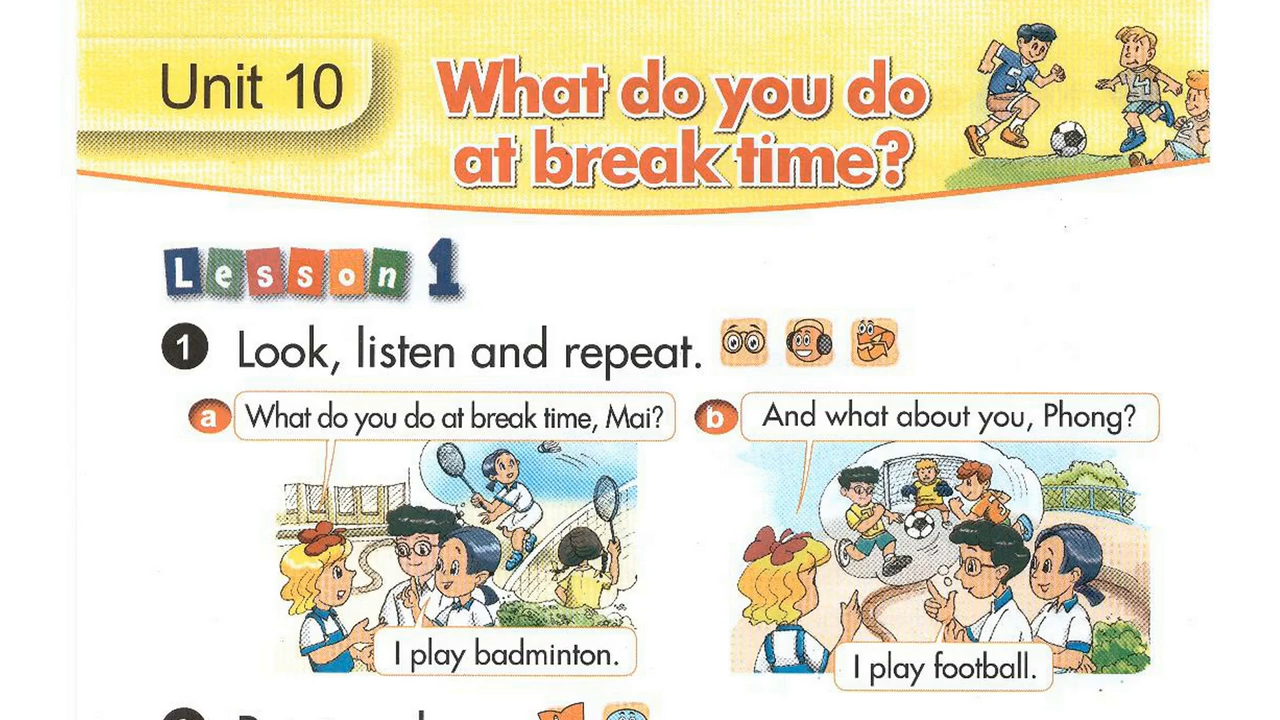 Unit 10
What do you do
at break time?
Lesson 1
1 Look, listen and repeat.
a What do you do at break time, Mai?
I play badminton.
b And what about you, Phong?
I play football.